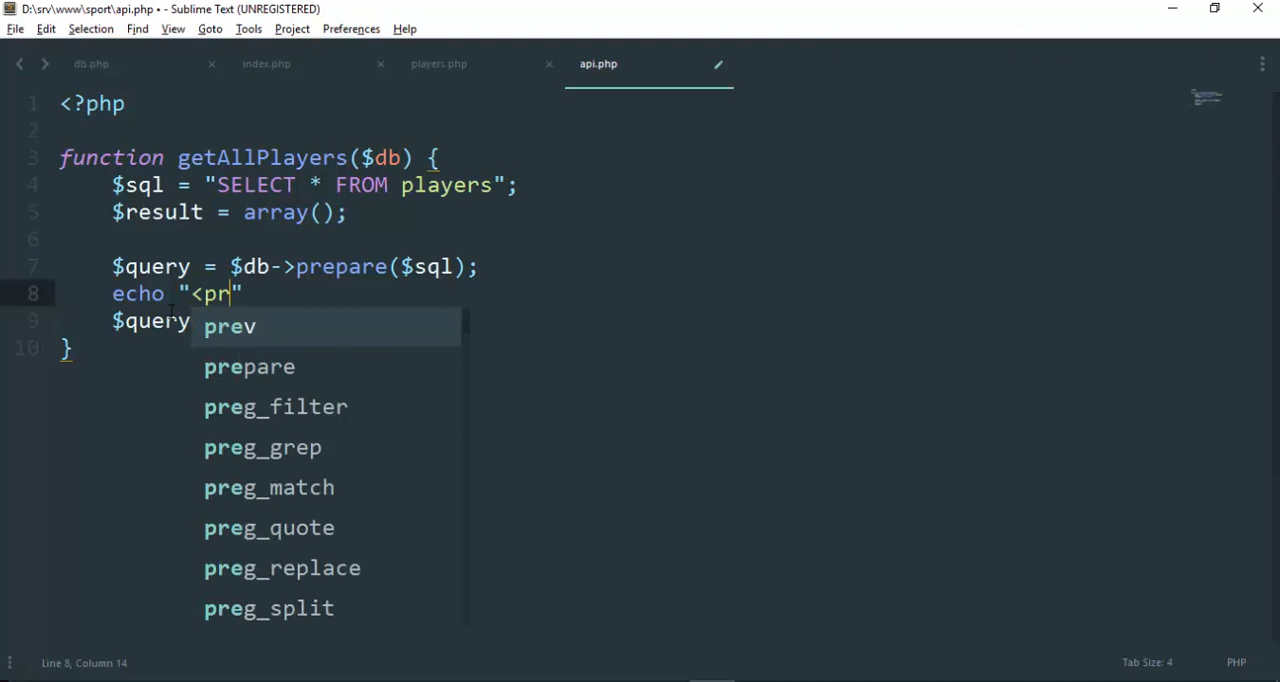 D:\srv\www\sport\api.php • - Sublime Text (UNREGISTERED)
File Edit Selection Find View Goto Tools Project Preferences Help
db.php × index.php × players.php × api.php
1 <?php
2
3 function getAllPlayers($db) {
4 $sql = "SELECT * FROM players";
5 $result = array();
6
7 $query = $db->prepare($sql);
8 echo "<pr"
9 $query
10 }
prev
prepare
preg_filter
preg_grep
preg_match
preg_quote
preg_replace
preg_split
Line 8, Column 14 Tab Size: 4 PHP